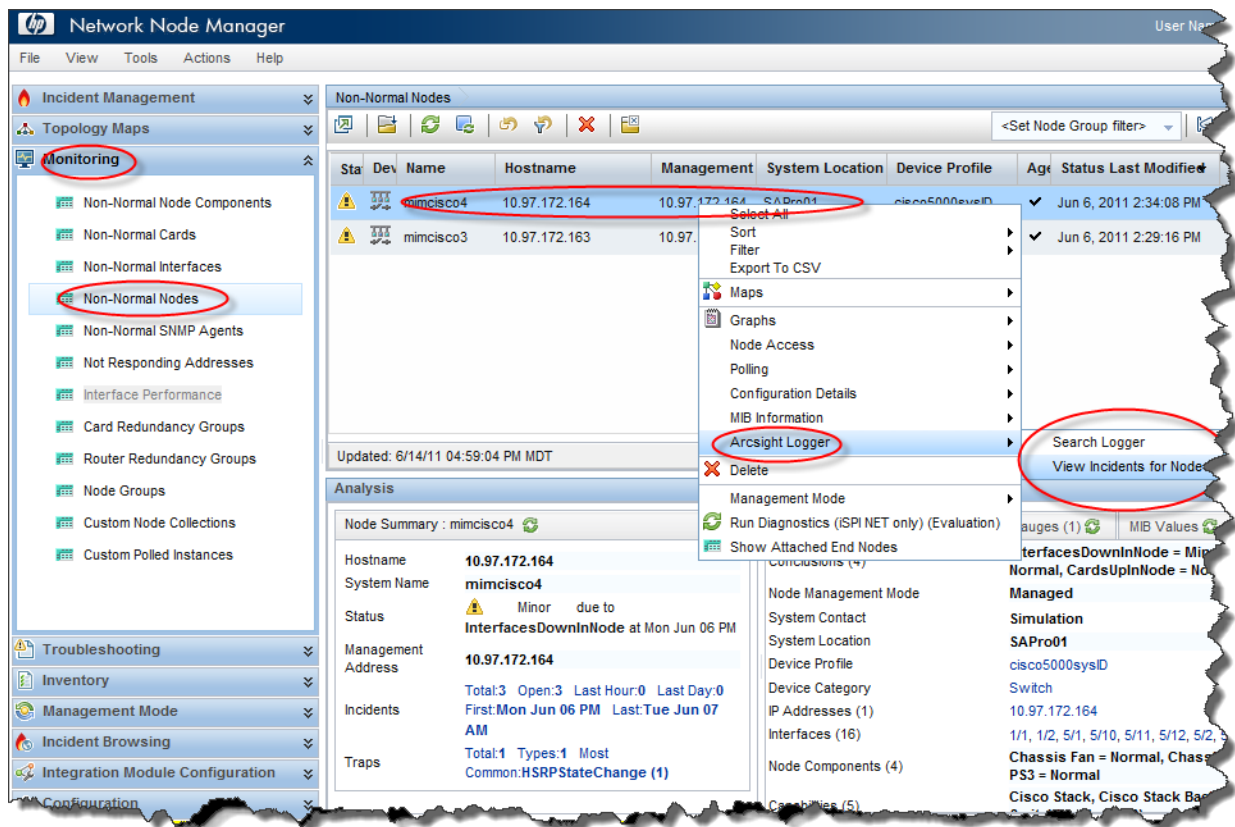 hp Network Node Manager
User Nam
File View Tools Actions Help
Incident Management
Topology Maps
Monitoring
Non-Normal Node Components
Non-Normal Cards
Non-Normal Interfaces
Non-Normal Nodes
Non-Normal SNMP Agents
Not Responding Addresses
Interface Performance
Card Redundancy Groups
Router Redundancy Groups
Node Groups
Custom Node Collections
Custom Polled Instances
Troubleshooting
Inventory
Management Mode
Incident Browsing
Integration Module Configuration
Configuration
Non-Normal Nodes
<Set Node Group filter>
Sta Dev Name Hostname Management System Location Device Profile Age Status Last Modified
mimcisco4 10.97.172.164 10.97.172.164 SAPro01 cisco5000sysID Jun 6, 2011 2:34:08 PM
mimcisco3 10.97.172.163 10.97. Jun 6, 2011 2:29:16 PM
Select All
Sort
Filter
Export To CSV
Maps
Graphs
Node Access
Polling
Configuration Details
MIB Information
Arcsight Logger
Delete
Management Mode
Run Diagnostics (iSPI NET only) (Evaluation)
Show Attached End Nodes
Search Logger
View Incidents for Node
Updated: 6/14/11 04:59:04 PM MDT
Analysis
Node Summary : mimcisco4
Hostname 10.97.172.164
System Name mimcisco4
Status Minor due to
InterfacesDownInNode at Mon Jun 06 PM
Management
Address 10.97.172.164
Incidents Total:3 Open:3 Last Hour:0 Last Day:0
First:Mon Jun 06 PM Last:Tue Jun 07
AM
Traps Total:1 Types:1 Most
Common:HSRPStateChange (1)
auges (1) MIB Values
Conclusions (4) terfacesDownInNode = Min
Normal, CardsUpInNode = No
Node Management Mode Managed
System Contact Simulation
System Location SAPro01
Device Profile cisco5000sysID
Device Category Switch
IP Addresses (1) 10.97.172.164
Interfaces (16) 1/1, 1/2, 5/1, 5/10, 5/11, 5/12, 5/2, 5
Node Components (4) Chassis Fan = Normal, Chass
PS3 = Normal
Capabilities (5) Cisco Stack, Cisco Stack Ba